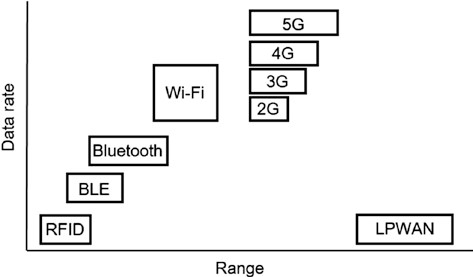 5G
4G
3G
2G
Wi-Fi
Bluetooth
BLE
RFID
LPWAN
Data rate
Range